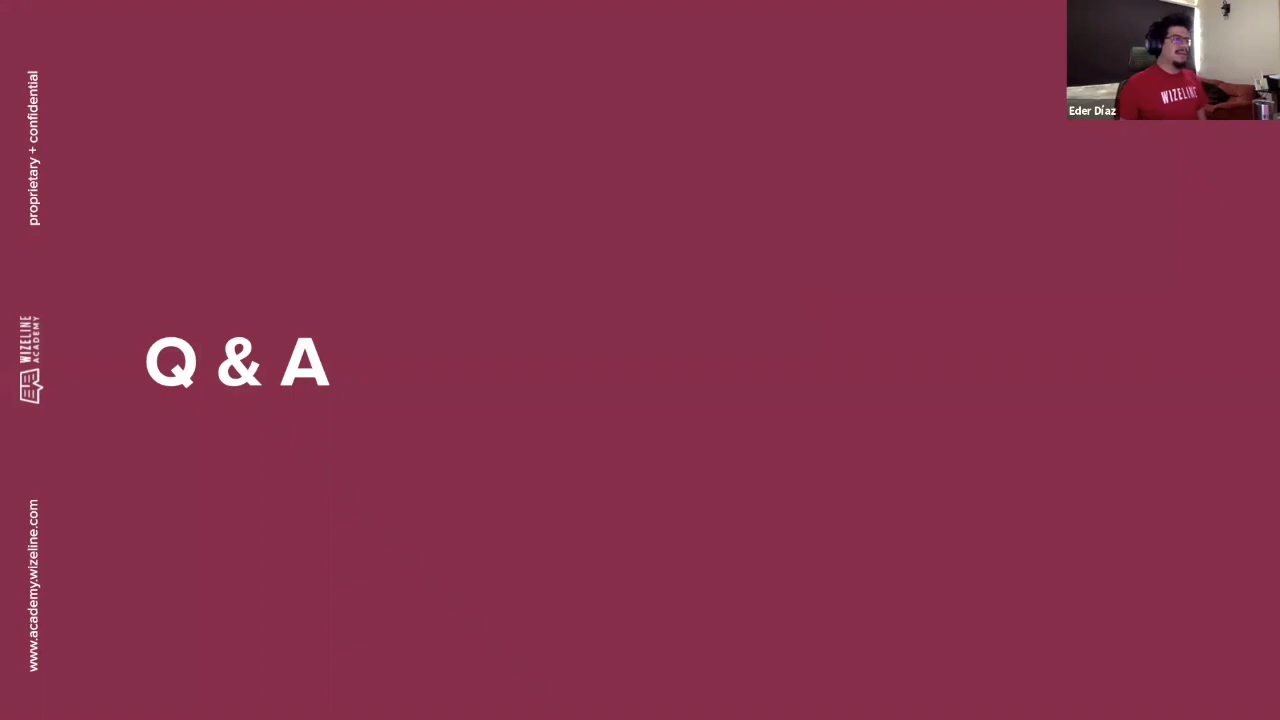 proprietary + confidential
WIZELINE
ACADEMY
www.academy.wizeline.com
Q & A
WIZELINE
Eder Díaz